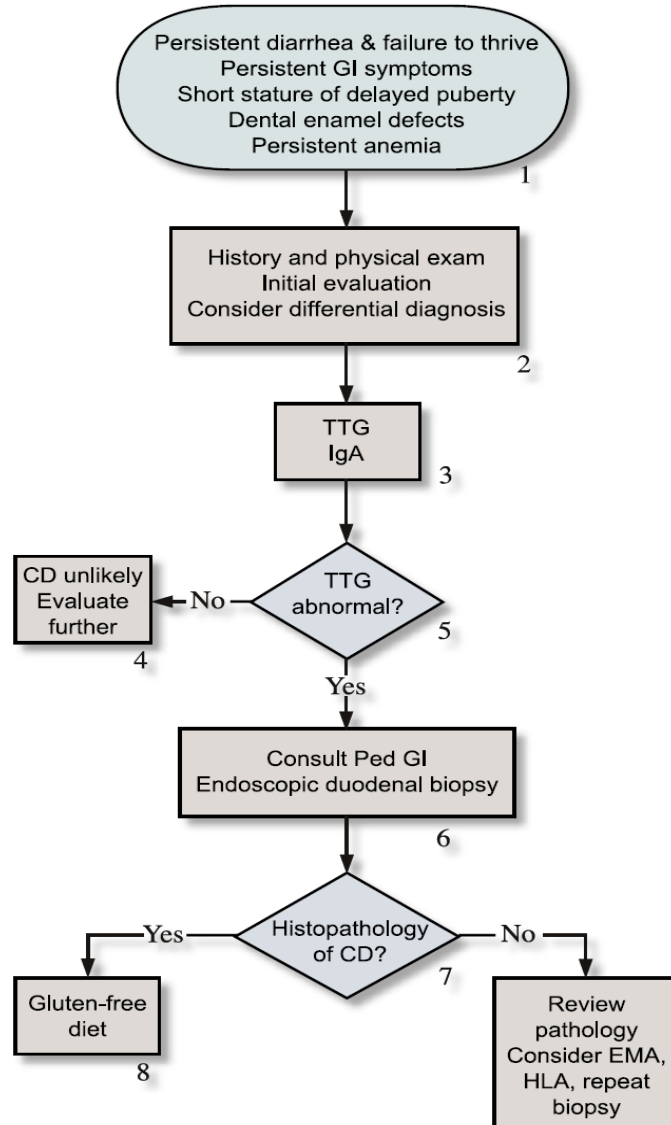 Persistent diarrhea & failure to thrive
Persistent GI symptoms
Short stature of delayed puberty
Dental enamel defects
Persistent anemia
1
History and physical exam
Initial evaluation
Consider differential diagnosis
2
TTG
IgA
3
TTG
abnormal?
5
No
CD unlikely
Evaluate
further
4
Yes
Consult Ped GI
Endoscopic duodenal biopsy
6
Histopathology
of CD?
7
Yes
No
Gluten-free
diet
8
Review
pathology
Consider EMA,
HLA, repeat
biopsy